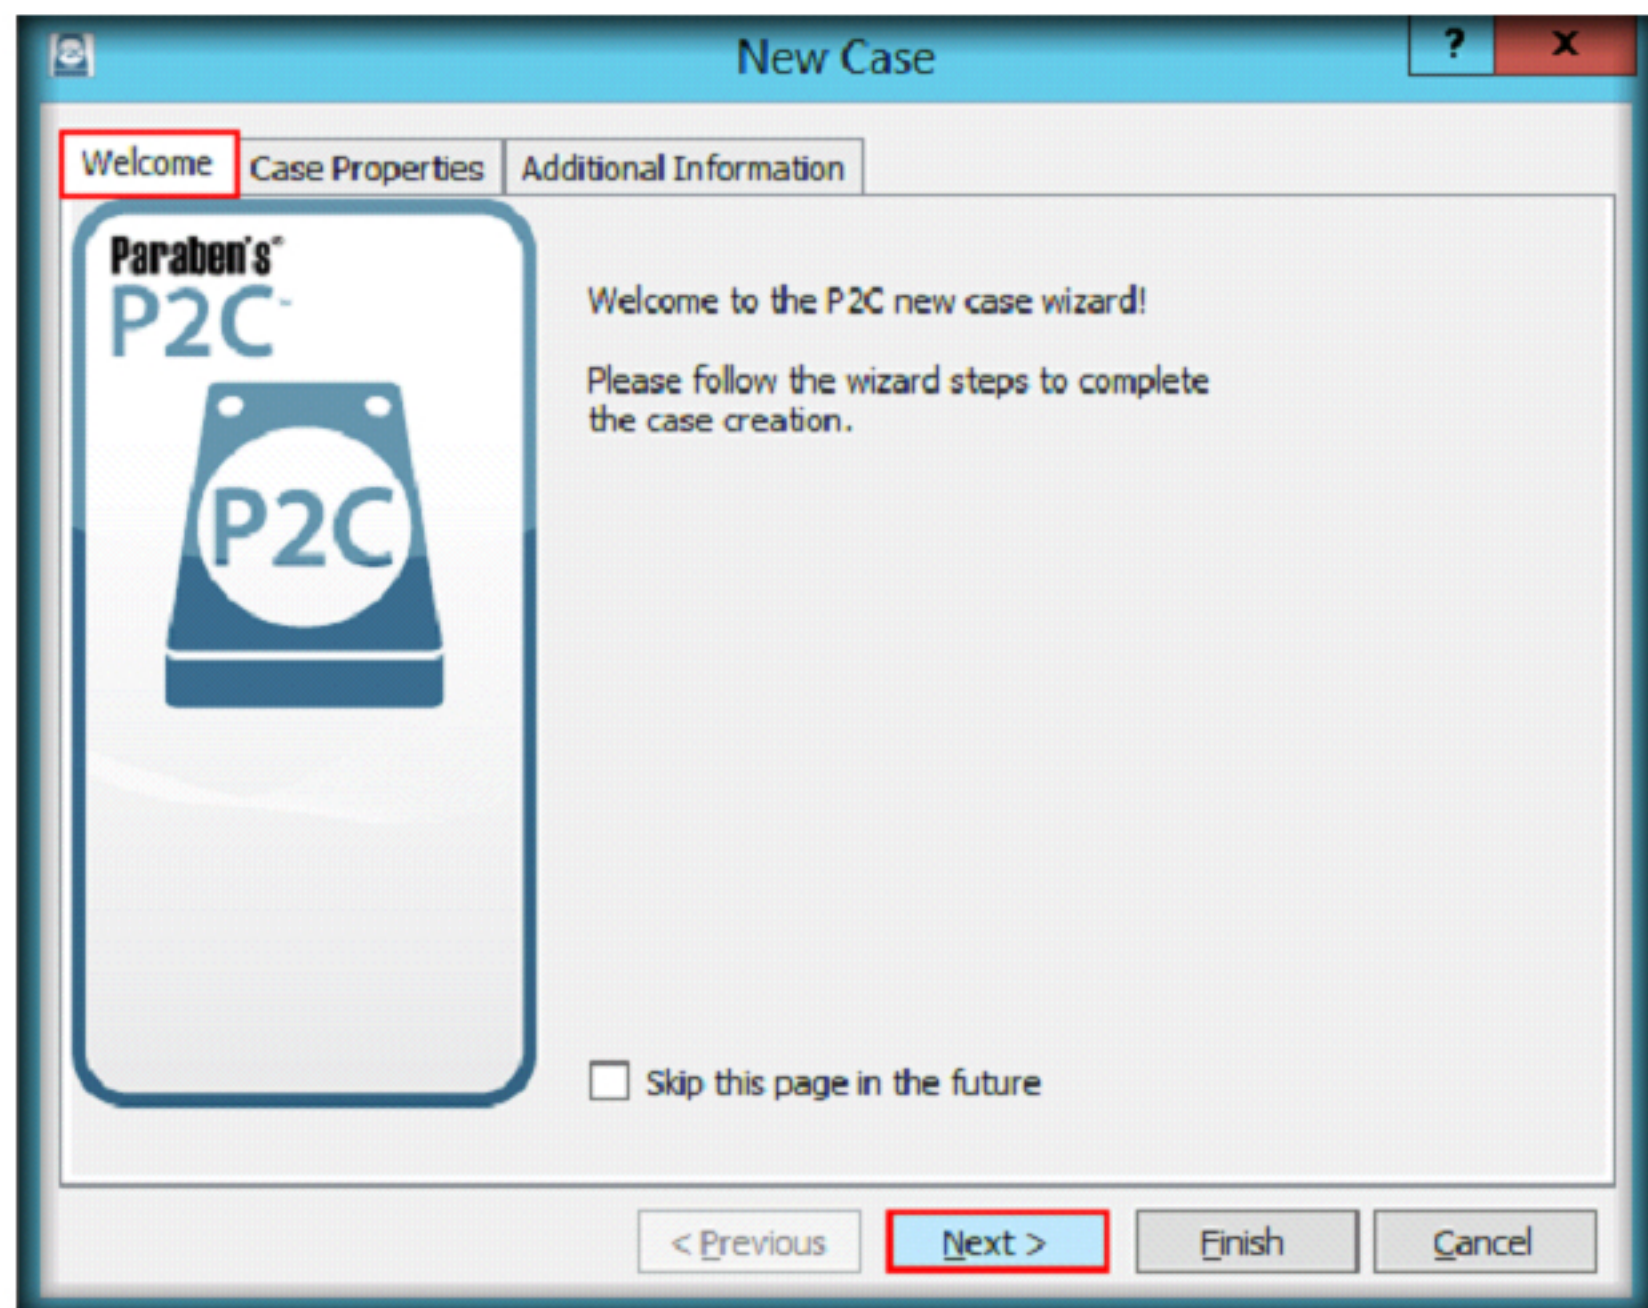 New Case
?
x
Welcome
Case Properties
Additional Information
Paraben's®
P2C™
P2C
Welcome to the P2C new case wizard!
Please follow the wizard steps to complete
the case creation.
Skip this page in the future
< Previous
Next >
Finish
Cancel